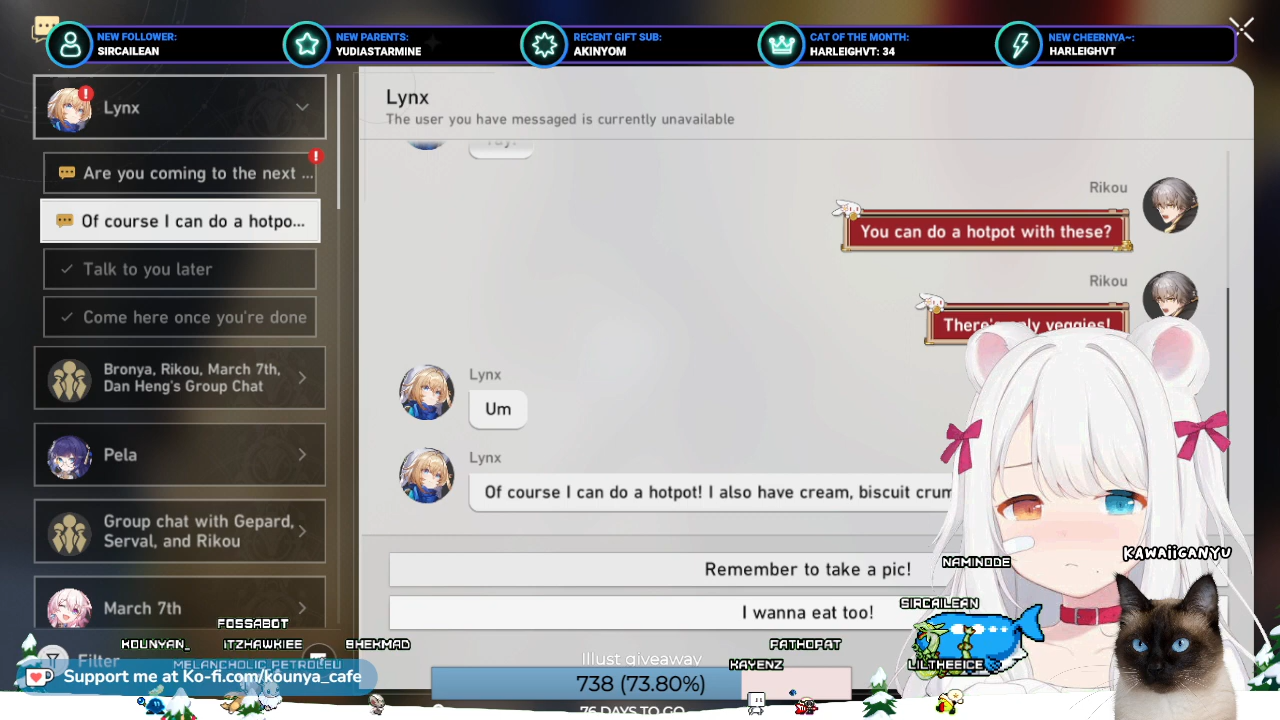 NEW FOLLOWER:
SIRCAILEAN
NEW PARENTS:
YUDIASTARMINE
RECENT GIFT SUB:
AKINYOM
CAT OF THE MONTH:
HARLEIGHVT: 34
NEW CHEERNYA~:
HARLEIGHVT
Lynx
Are you coming to the next ...
Of course I can do a hotpo...
Talk to you later
Come here once you're done
Bronya, Rikou, March 7th,
Dan Heng's Group Chat
Pela
Group chat with Gepard,
Serval, and Rikou
March 7th
Filter
Lynx
The user you have messaged is currently unavailable
Rikou
You can do a hotpot with these?
Rikou
There's only veggies!
Lynx
Um
Lynx
Of course I can do a hotpot! I also have cream, biscuit crum
Remember to take a pic!
I wanna eat too!
NAMINODE
KAWAIIGANYU
SIRCAILEAN
LILTHEEICE
FOSSABOT
KOUNYAN_
ITZHAWKIEE
SHEKMAD
PATHOPAT
KAYENZ
MELANCHOLIC_PETROLEU
Support me at Ko-fi.com/kounya_cafe
Illust giveaway
738 (73.80%)
76 DAYS TO GO